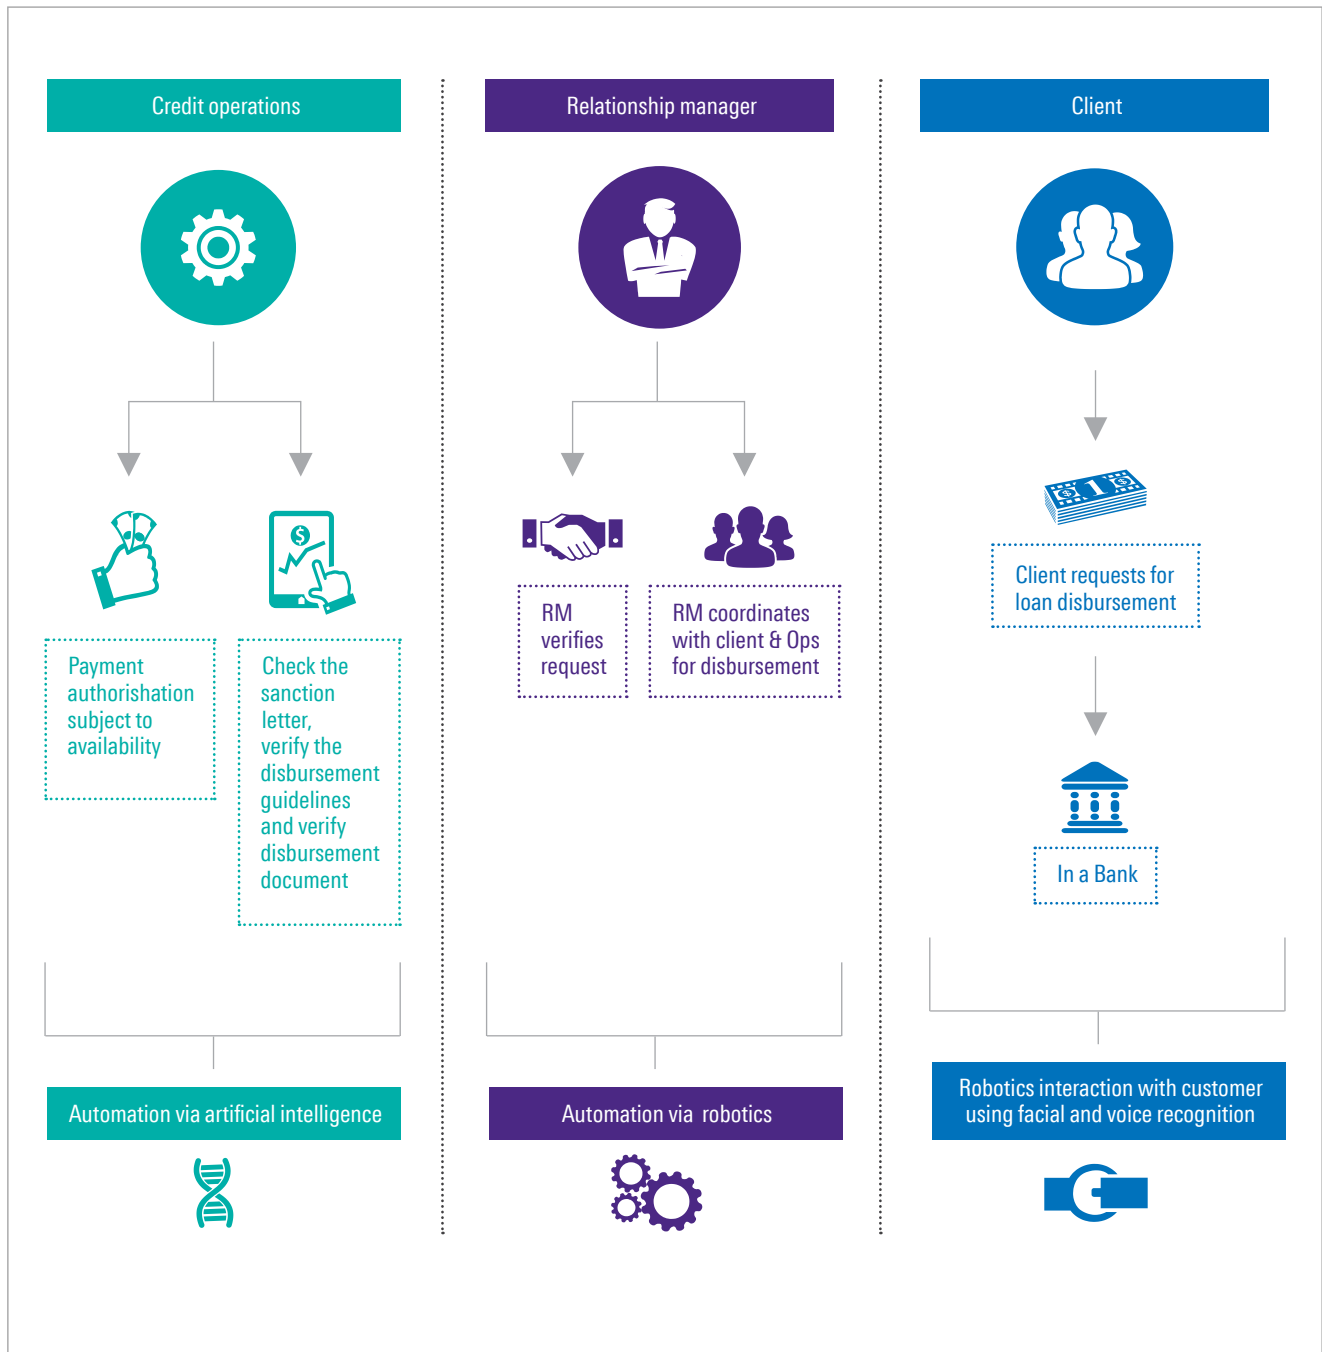 Credit operations
Relationship manager
Client
Payment
authorishation
subject to
availability
Check the
sanction
letter,
verify the
disbursement
guidelines
and verify
disbursement
document
RM
verifies
request
RM coordinates
with client & Ops
for disbursement
Client requests for
loan disbursement
In a Bank
Automation via artificial intelligence
Automation via robotics
Robotics interaction with customer
using facial and voice recognition